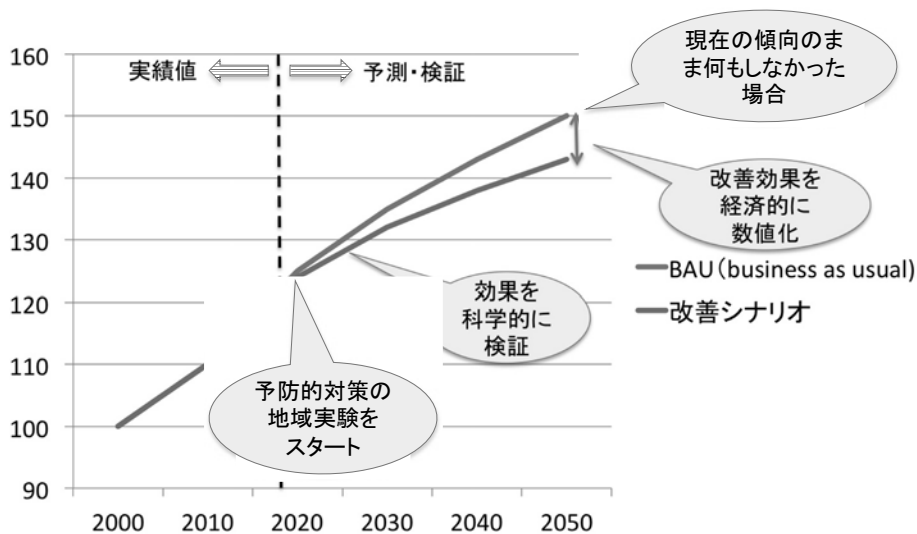 160
150
140
130
120
110
100
90
2000
2010
2020
2030
2040
2050
実績値
予測・検証
現在の傾向のま
ま何もしなかった
場合
改善効果を
経済的に
数値化
BAU（business as usual)
改善シナリオ
効果を
科学的に
検証
予防的対策の
地域実験を
スタート